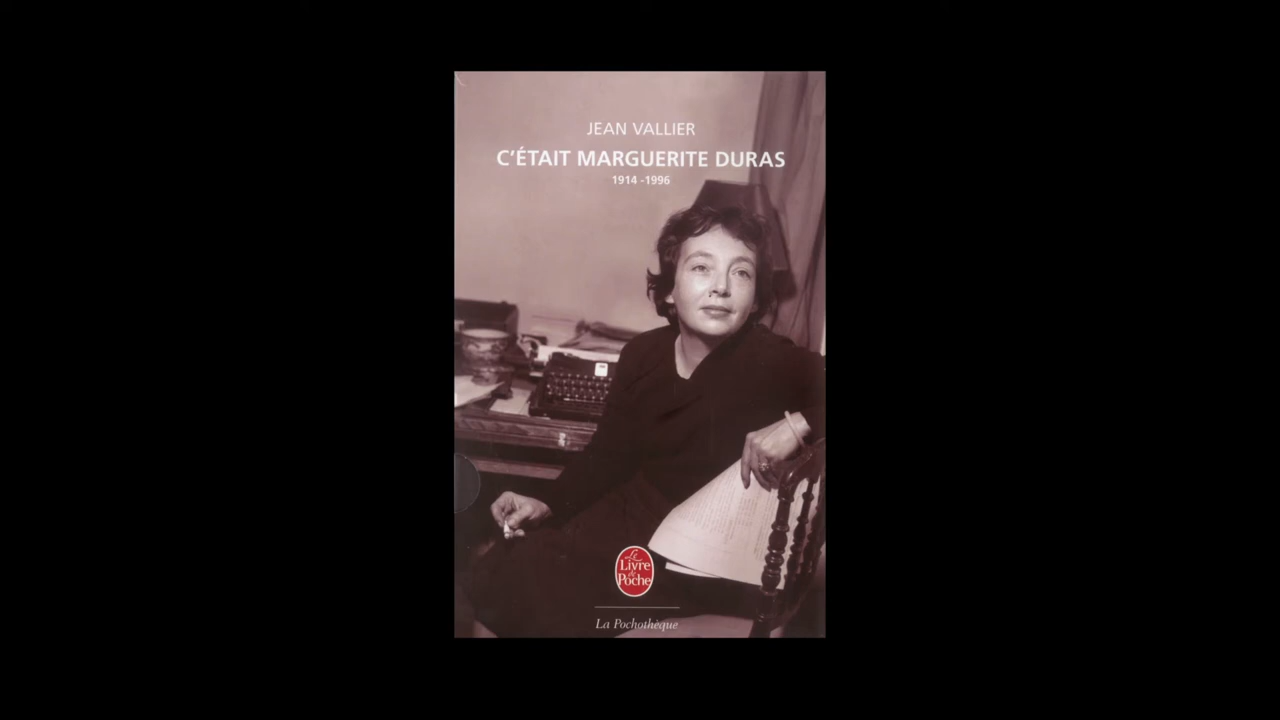 JEAN VALLIER
C'ÉTAIT MARGUERITE DURAS
1914 -1996
Le
Livre
de
Poche
La Pochothèque